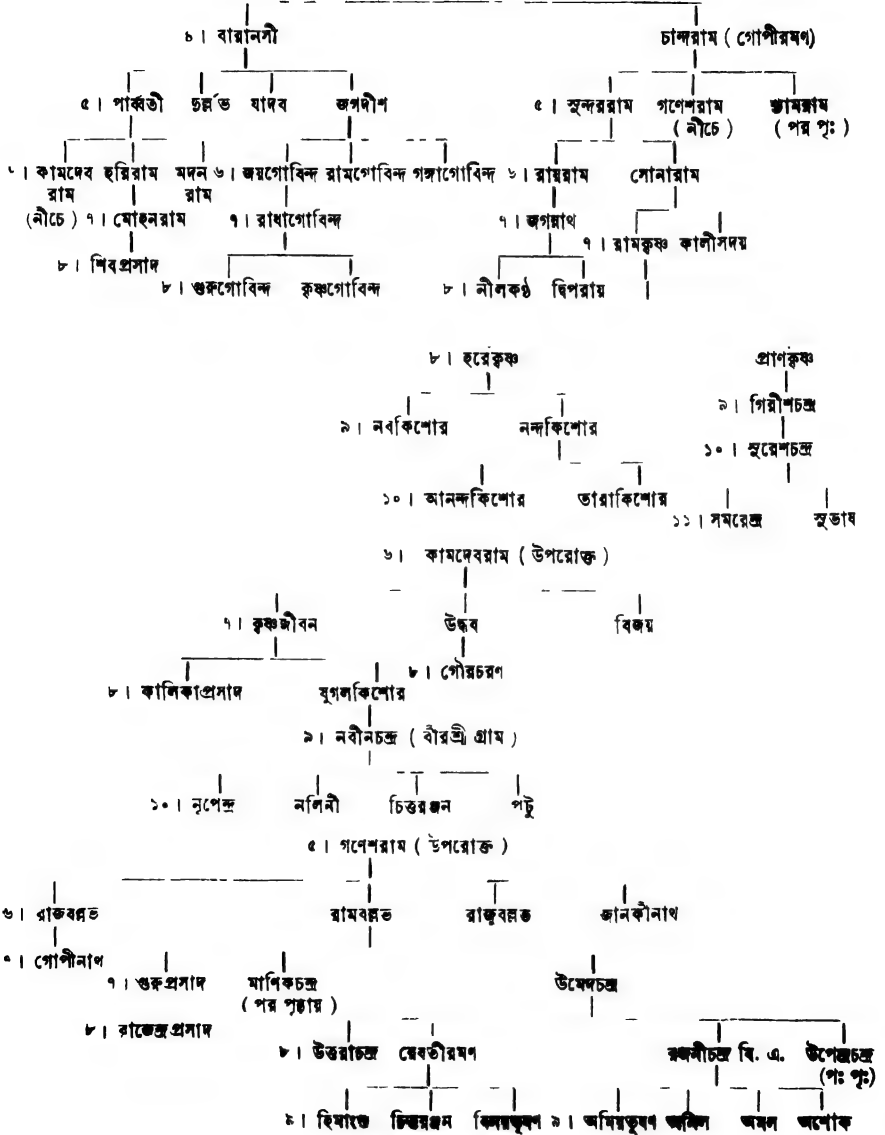 ৪। বারানসী চান্দরাম ( গোপীরমণ)
৫। পার্ব্বতী দুর্ল্লভ যাদব জগদীশ ৫। সুন্দররাম গণেশরাম শ্যামরাম
(নীচে) (পর পৃঃ)
৬। কামদেব হরিরাম মদন ৬। জয়গোবিন্দ রামগোবিন্দ গঙ্গাগোবিন্দ ৬। রায়রাম সোনারাম
রাম রাম
(নীচে) ৭। মোহনরাম ৭। রাধাগোবিন্দ ৭। জগন্নাথ
৭। রামকৃষ্ণ কালীসদয়
৮। শিবপ্রসাদ
৮। গুরুগোবিন্দ কৃষ্ণগোবিন্দ ৮। নীলকণ্ঠ দ্বিপরায়
৮। হরেকৃষ্ণ প্রাণকৃষ্ণ
৯। নবকিশোর নন্দকিশোর ৯। গিরীশচন্দ্র
১০। সুরেশচন্দ্র
১০। আনন্দকিশোর তারাকিশোর
১১। সমরেন্দ্র সুভাষ
৬। কামদেবরাম ( উপরোক্ত )
৭। কৃষ্ণজীবন উদ্ধব বিজয়
৮। কালিকাপ্রসাদ যুগলকিশোর ৮। গৌরচরণ
৯। নবীনচন্দ্র ( বীরশ্রী গ্রাম )
১০। নৃপেন্দ্র নলিনী চিত্তরঞ্জন পটু
৫। গণেশরাম ( উপরোক্ত )
৬। রাজবল্লভ রামবল্লভ রাজুবল্লভ জানকীনাথ
৭। গোপীনাথ
৭। গুরুপ্রসাদ মাণিকচন্দ্র উমেদচন্দ্র
( পর পৃষ্ঠায় )
৮। রাজেন্দ্রপ্রসাদ
৮। উত্তরাচন্দ্র রেবতীরমণ রজনীচন্দ্র বি. এ. উপেন্দ্রচন্দ্র
(পঃ পৃঃ)
৯। হিমাংশু চিত্তরঞ্জন বিনয়ভূষণ ৯। অমিয়ভূষণ অনিল অমল অশোক